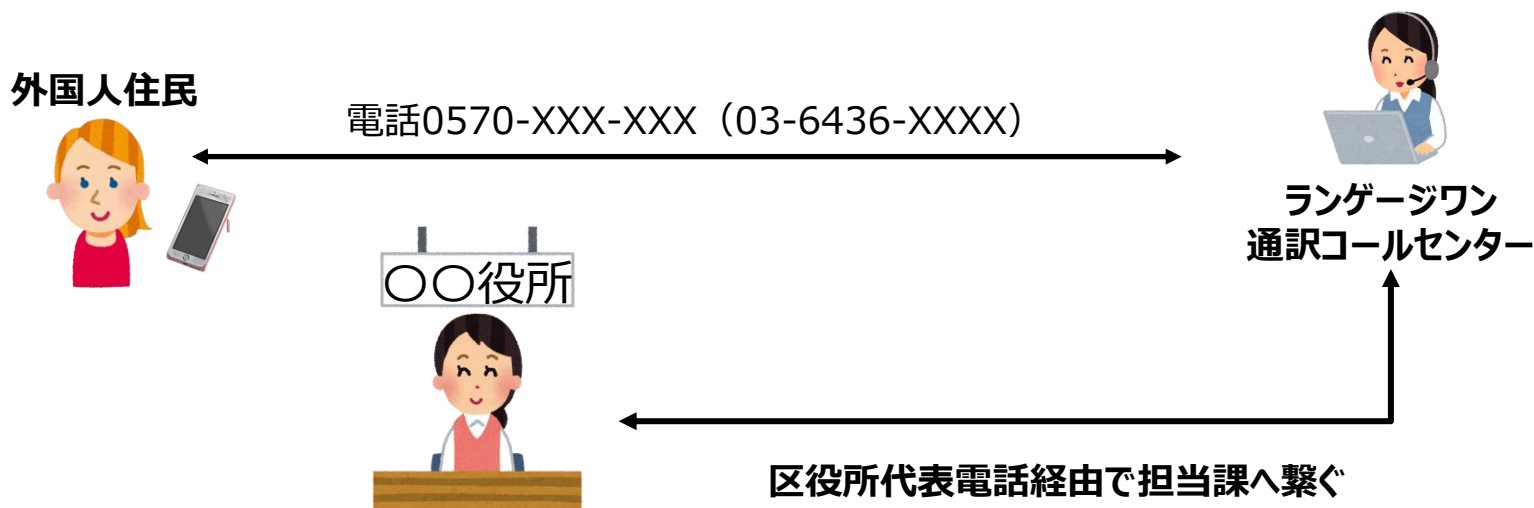 外国人住民
電話0570-XXX-XXX（03-6436-XXXX）
ランゲージワン
通訳コールセンター
〇〇役所
区役所代表電話経由で担当課へ繋ぐ